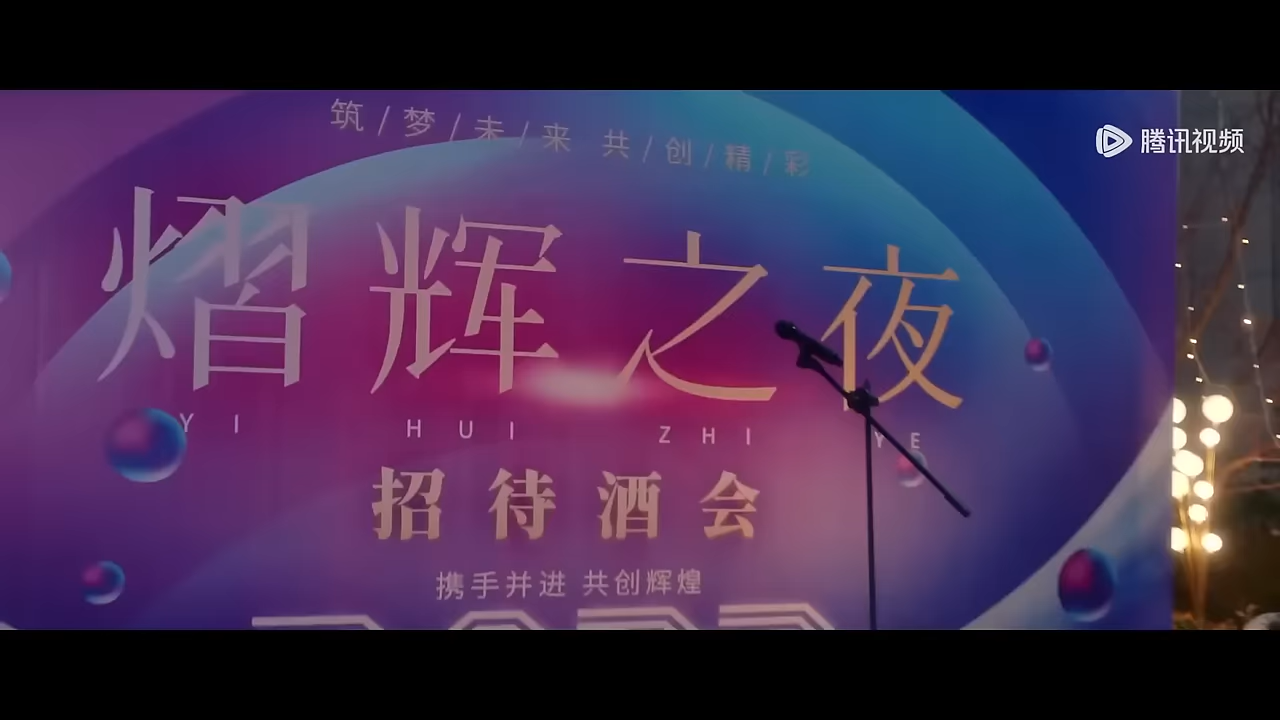 筑/梦/未/来 共/创/精/彩
腾讯视频
熠辉之夜
YI HUI ZHI YE
招待酒会
携手并进 共创辉煌